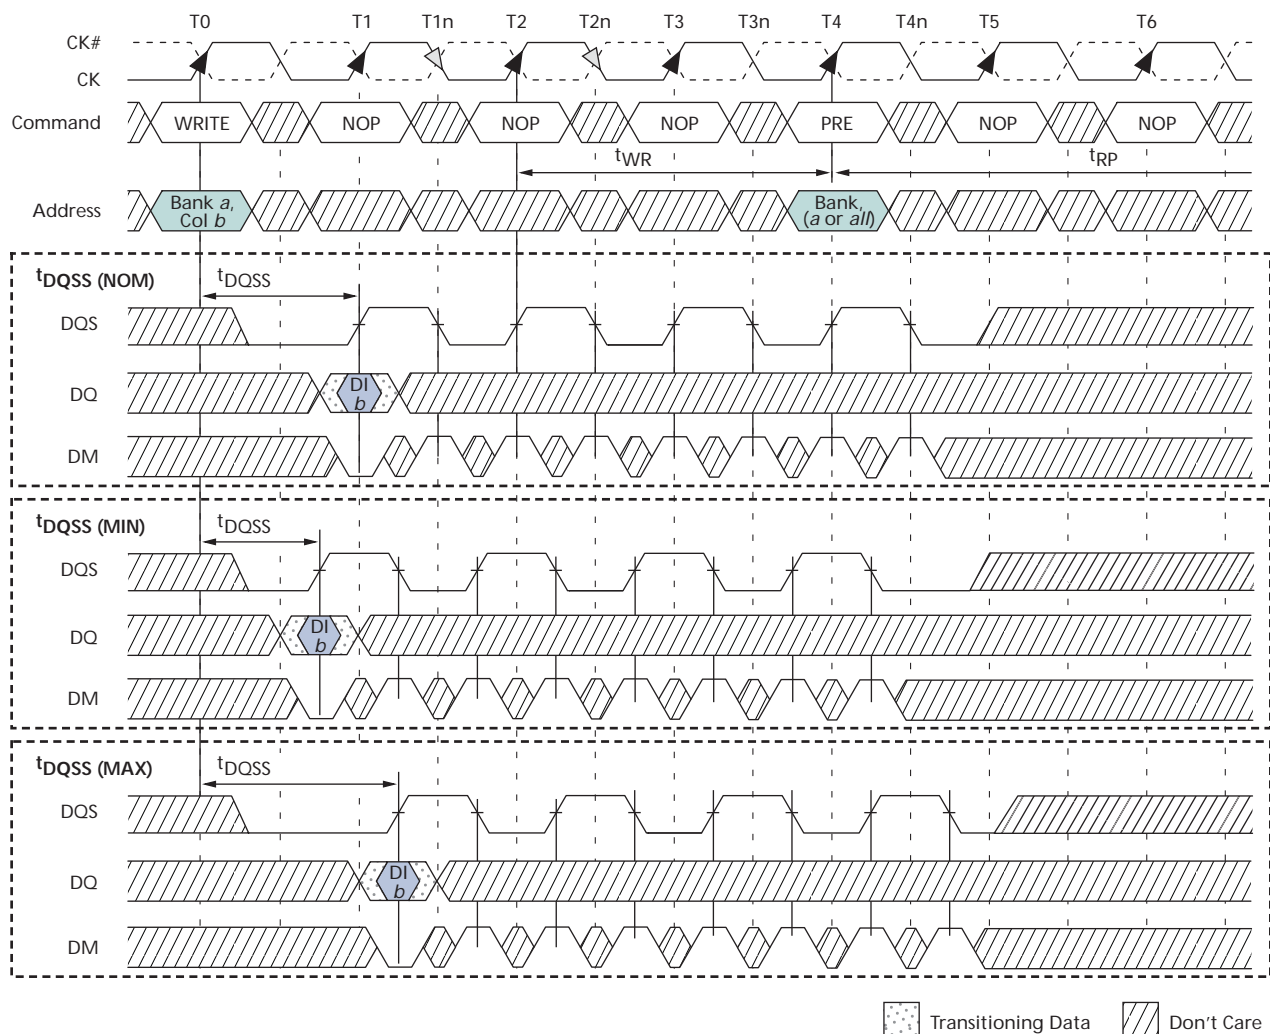 T0 T1 T1n T2 T2n T3 T3n T4 T4n T5 T6
CK#
CK
Command WRITE NOP NOP NOP PRE NOP NOP
tWR tRP
Address Bank a, Col b Bank, (a or all)
tDQSS (NOM) tDQSS
DQS
DQ DI b
DM
tDQSS (MIN) tDQSS
DQS
DQ DI b
DM
tDQSS (MAX) tDQSS
DQS
DQ DI b
DM
Transitioning Data Don't Care